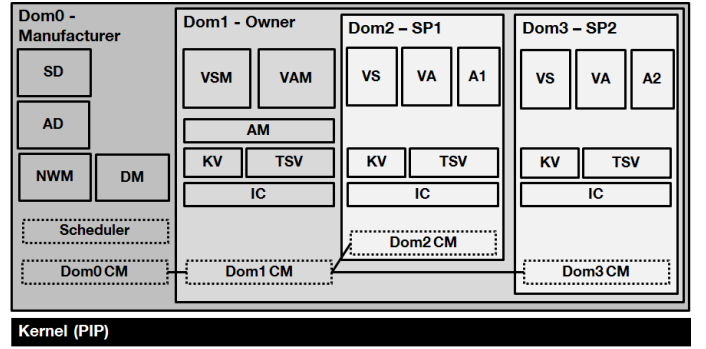 Dom0 -
Manufacturer
SD
AD
NWM
DM
Scheduler
Dom0 CM
Dom1 - Owner
VSM
VAM
AM
KV
TSV
IC
Dom1 CM
Dom2 – SP1
VS
VA
A1
KV
TSV
IC
Dom2 CM
Dom3 – SP2
VS
VA
A2
KV
TSV
IC
Dom3 CM
Kernel (PIP)